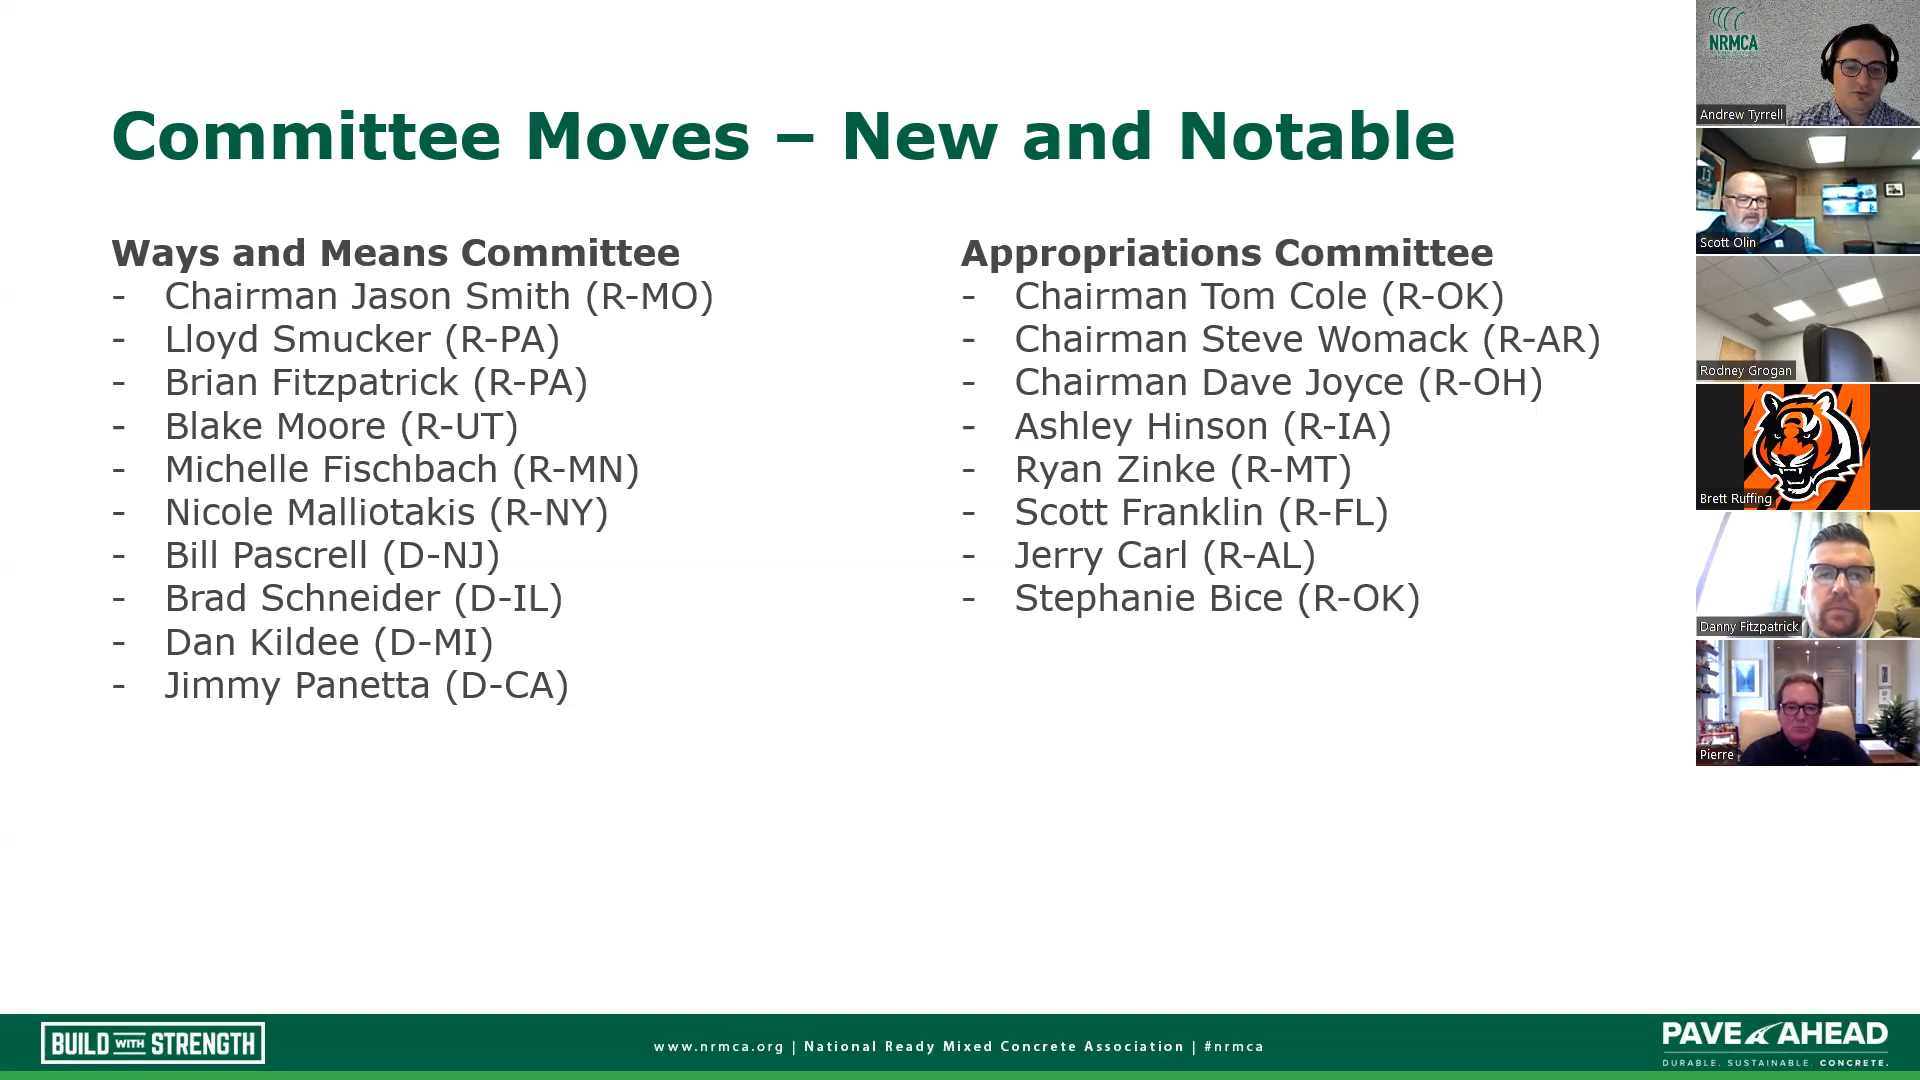 Committee Moves – New and Notable
Ways and Means Committee
- Chairman Jason Smith (R-MO)
- Lloyd Smucker (R-PA)
- Brian Fitzpatrick (R-PA)
- Blake Moore (R-UT)
- Michelle Fischbach (R-MN)
- Nicole Malliotakis (R-NY)
- Bill Pascrell (D-NJ)
- Brad Schneider (D-IL)
- Dan Kildee (D-MI)
- Jimmy Panetta (D-CA)
Appropriations Committee
- Chairman Tom Cole (R-OK)
- Chairman Steve Womack (R-AR)
- Chairman Dave Joyce (R-OH)
- Ashley Hinson (R-IA)
- Ryan Zinke (R-MT)
- Scott Franklin (R-FL)
- Jerry Carl (R-AL)
- Stephanie Bice (R-OK)
NRMCA
Andrew Tyrrell
Scott Olin
Rodney Grogan
Brett Ruffing
Danny Fitzpatrick
Pierre
BUILD WITH STRENGTH
www.nrmca.org | National Ready Mixed Concrete Association | #nrmca
PAVE AHEAD
DURABLE. SUSTAINABLE. CONCRETE.